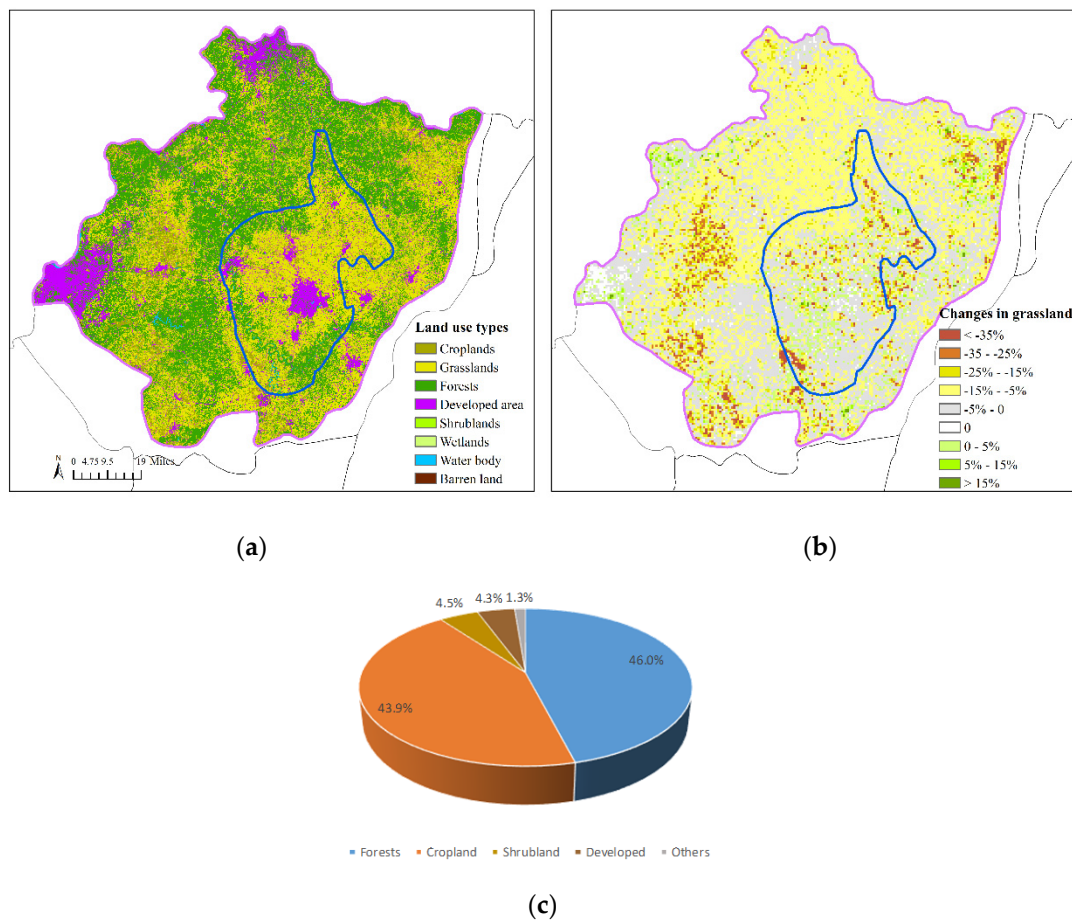 Land use types
Croplands
Grasslands
Forests
Developed area
Shrublands
Wetlands
Water body
Barren land
N
0 4.75 9.5 19 Miles
Changes in grassland
< -35%
-35 - -25%
-25% - -15%
-15% - -5%
-5% - 0
0
0 - 5%
5% - 15%
> 15%
(a)
(b)
4.5%
4.3%
1.3%
46.0%
43.9%
Forests Cropland Shrubland Developed Others
(c)